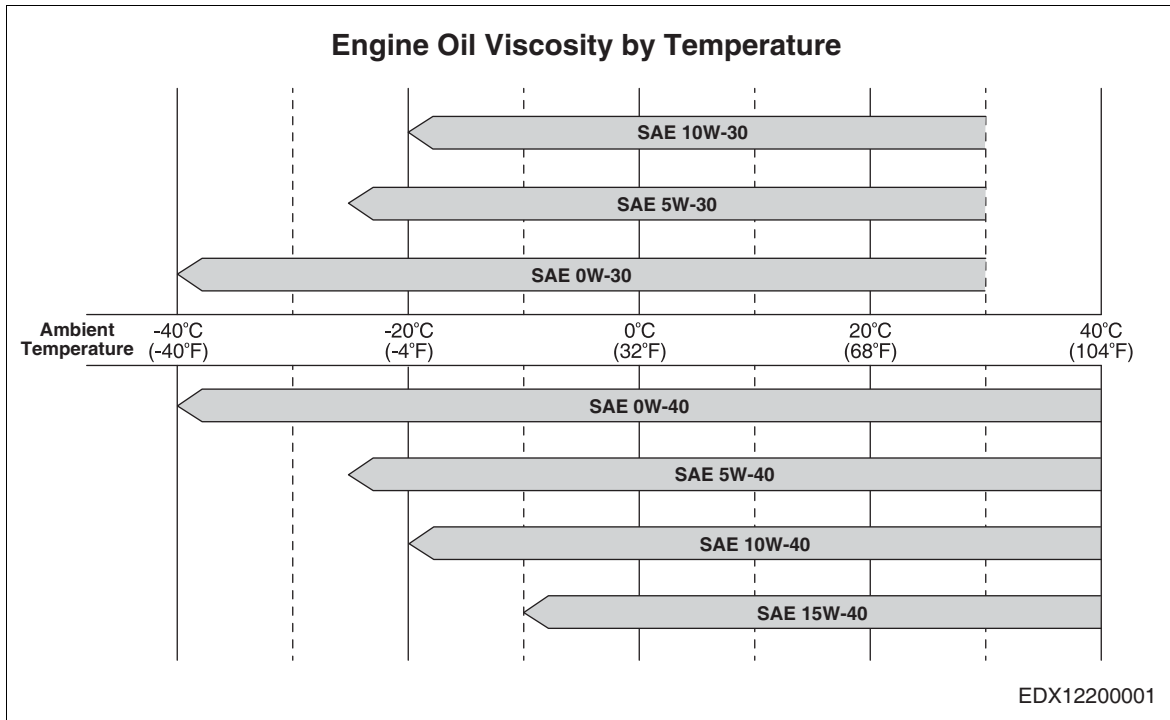 Engine Oil Viscosity by Temperature
SAE 10W-30
SAE 5W-30
SAE 0W-30
Ambient Temperature
-40°C (-40°F)
-20°C (-4°F)
0°C (32°F)
20°C (68°F)
40°C (104°F)
SAE 0W-40
SAE 5W-40
SAE 10W-40
SAE 15W-40
EDX12200001